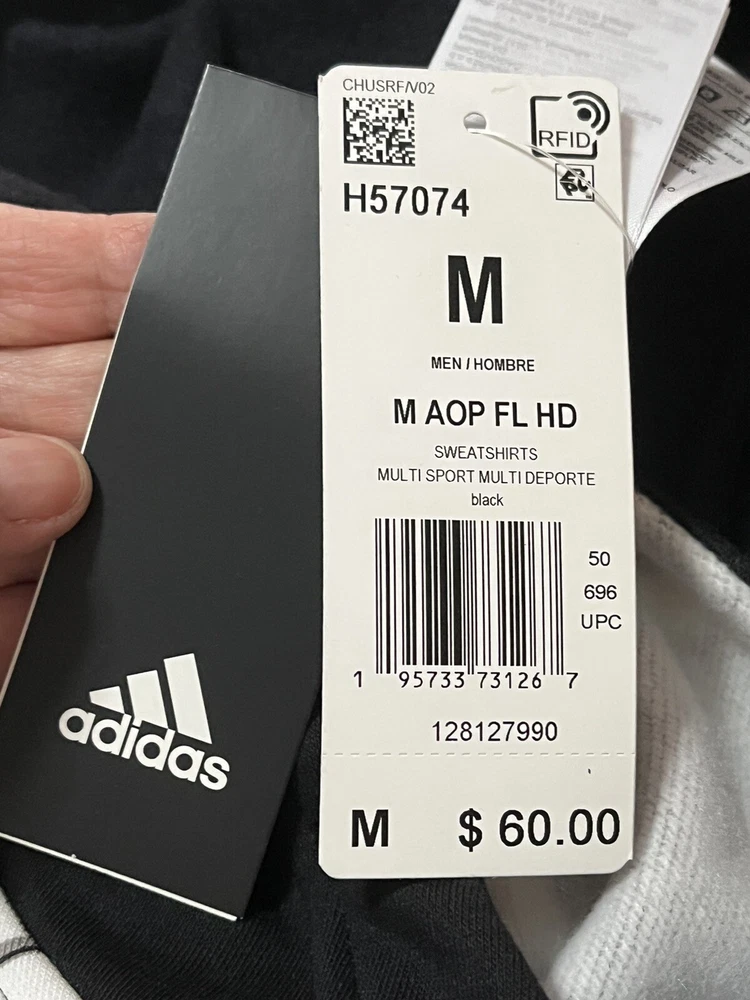 CHUSRF/V02
RFID
H57074
M
MEN / HOMBRE
M AOP FL HD
SWEATSHIRTS
MULTI SPORT MULTI DEPORTE
black
50
696
UPC
1 95733 73126 7
128127990
M $ 60.00
adidas